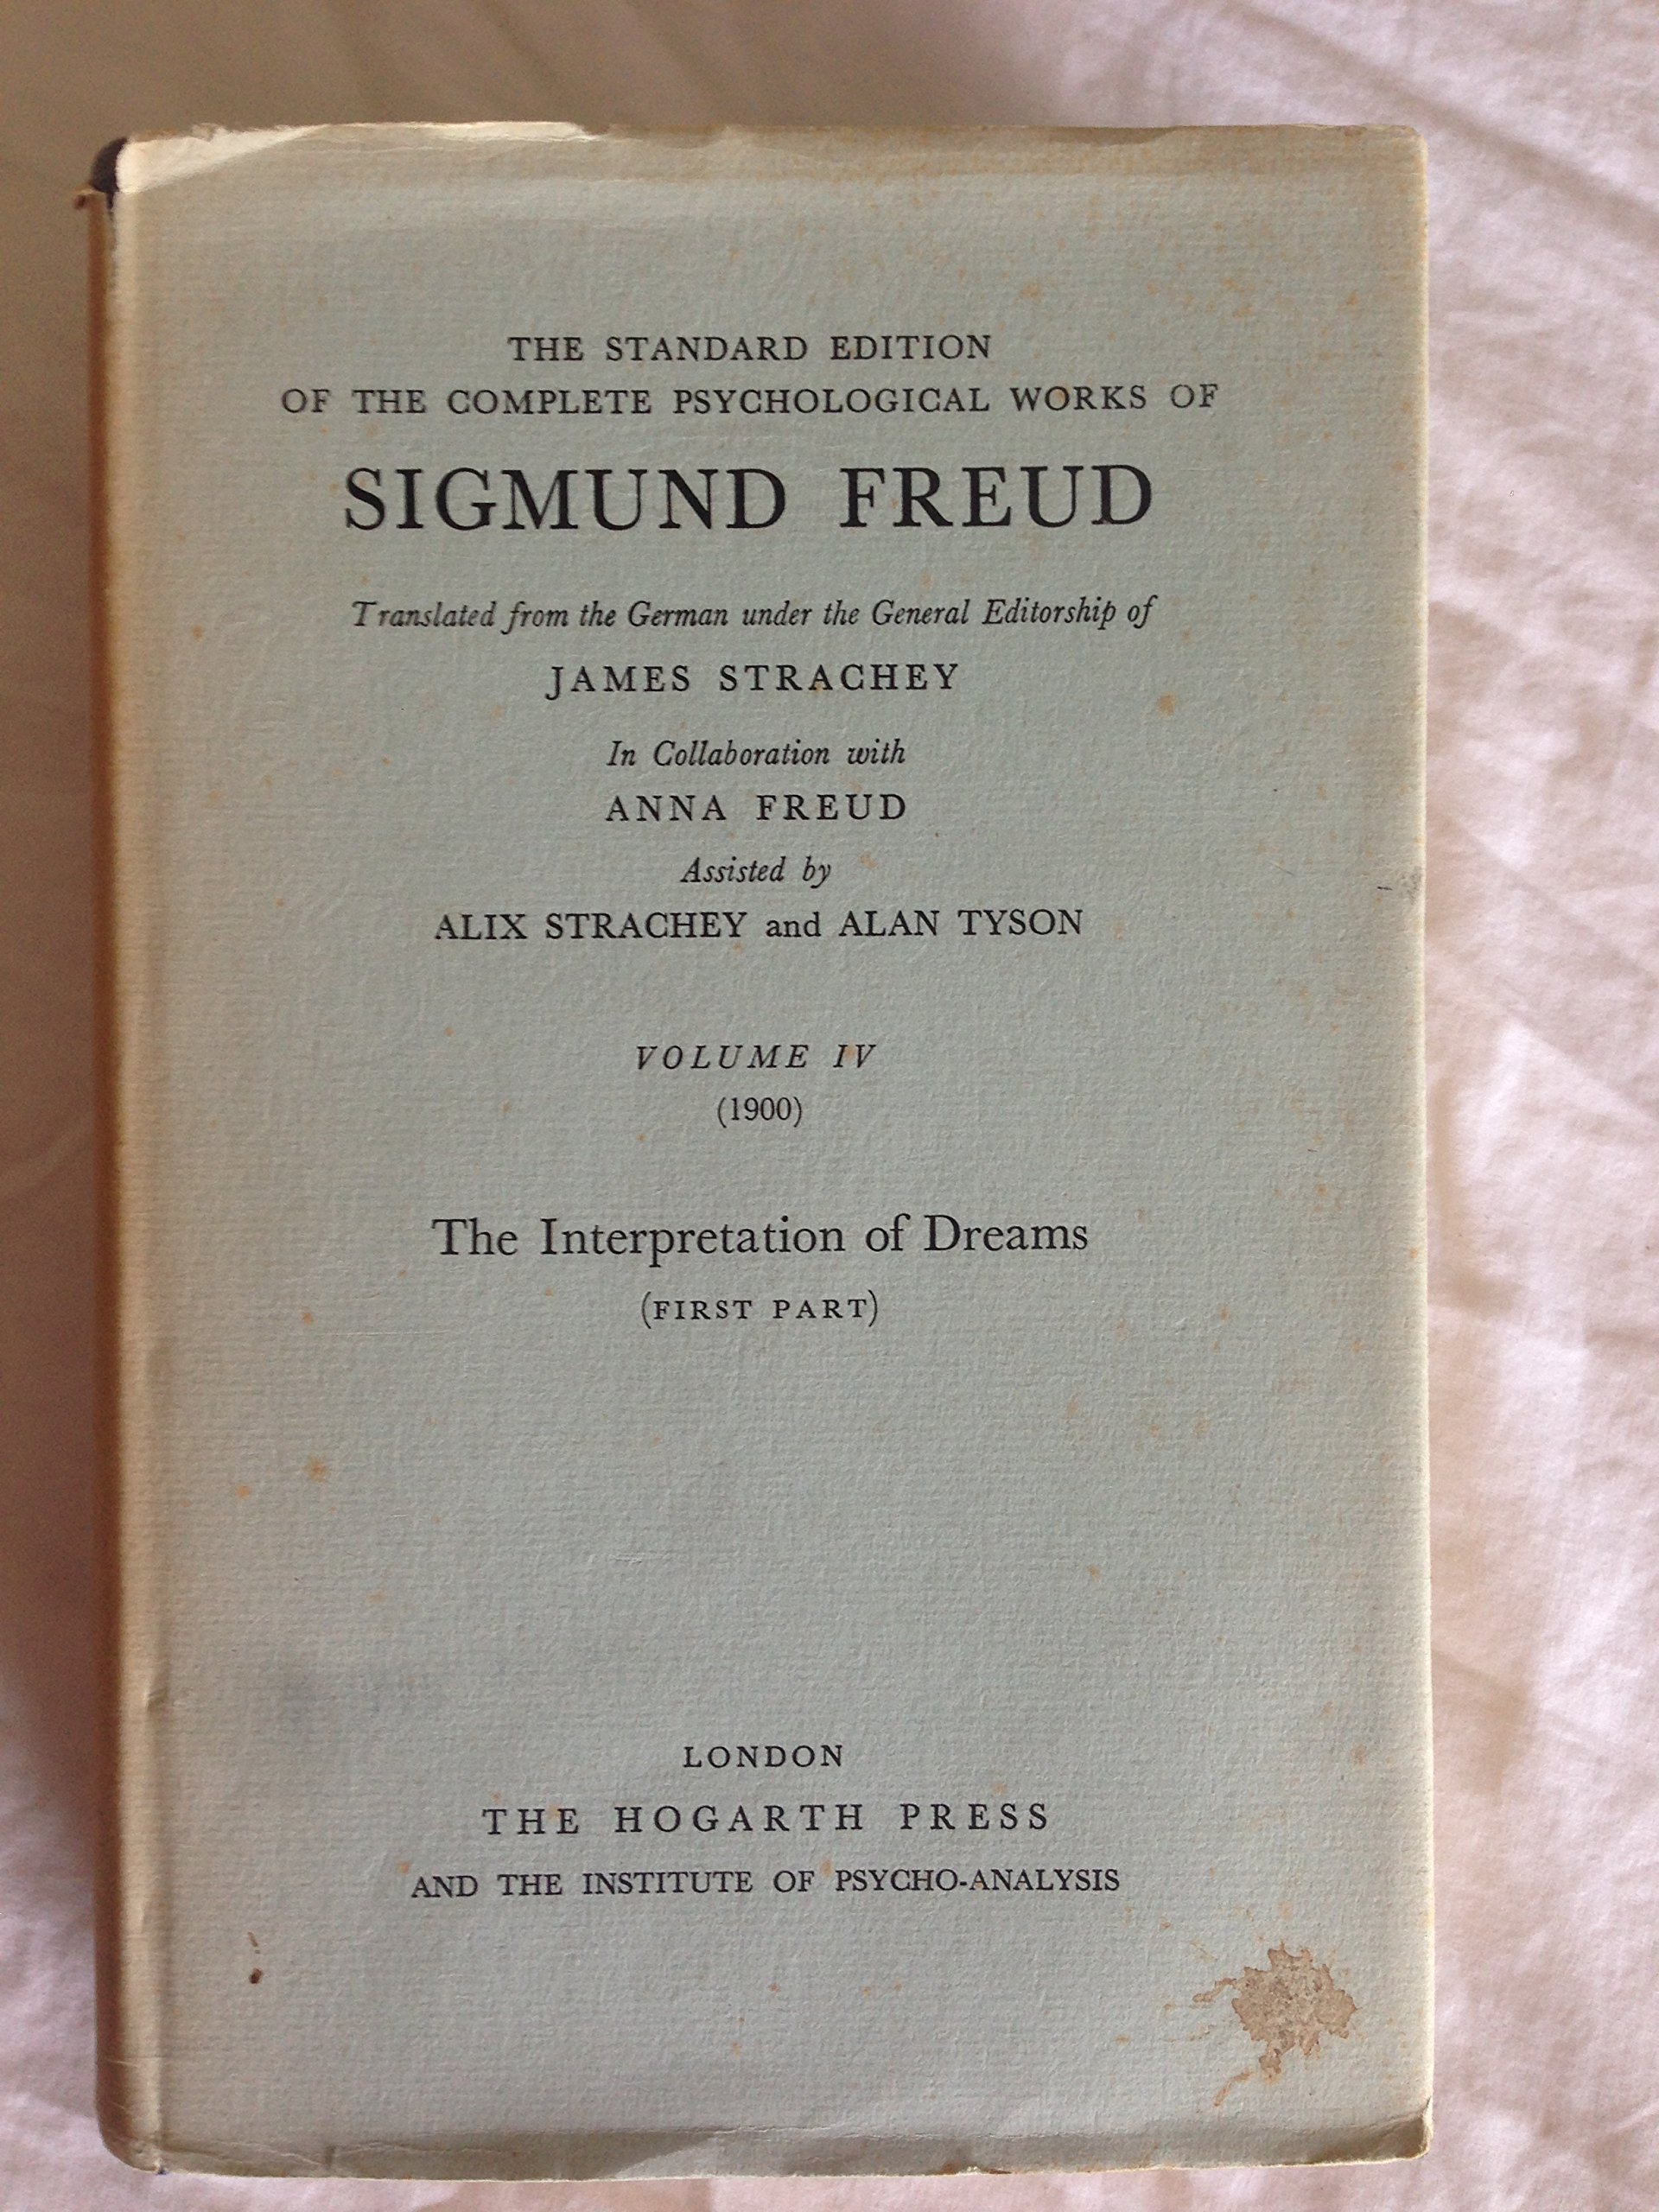 THE STANDARD EDITION
OF THE COMPLETE PSYCHOLOGICAL WORKS OF
SIGMUND FREUD
Translated from the German under the General Editorship of
JAMES STRACHEY
In Collaboration with
ANNA FREUD
Assisted by
ALIX STRACHEY and ALAN TYSON
VOLUME IV
(1900)
The Interpretation of Dreams
(FIRST PART)
LONDON
THE HOGARTH PRESS
AND THE INSTITUTE OF PSYCHO-ANALYSIS